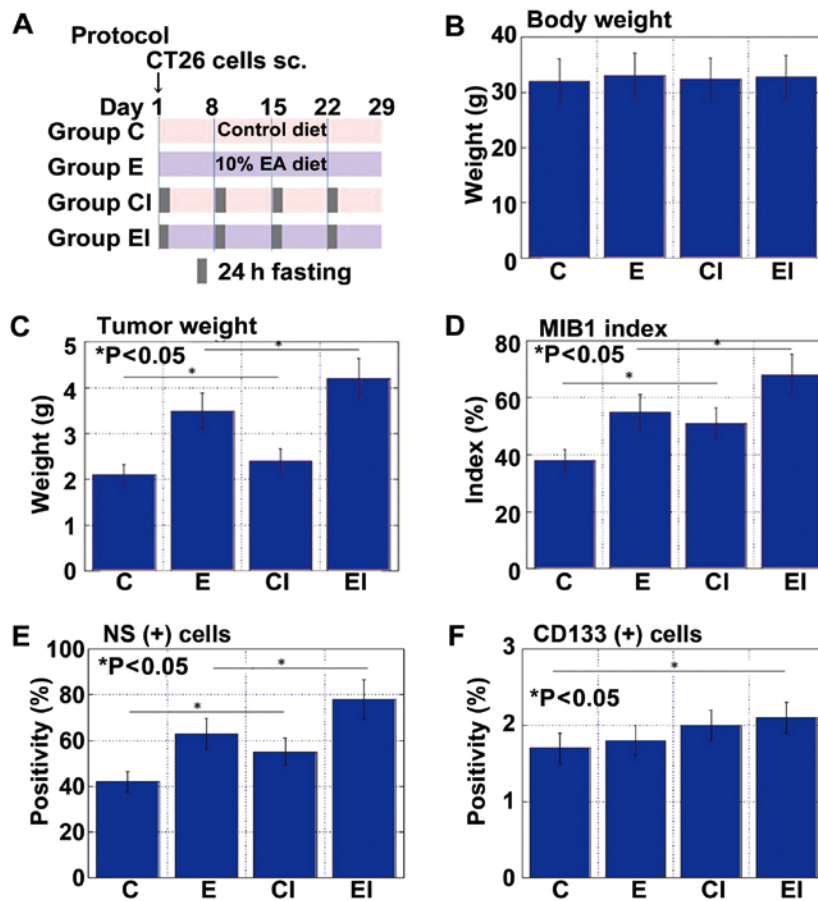 A
Protocol
CT26 cells sc.
↓
Day 1 8 15 22 29
Group C Control diet
Group E 10% EA diet
Group CI
Group EI
24 h fasting
B Body weight
40
30
20
10
0
Weight (g)
C E CI EI
C Tumor weight
*P<0.05
*
*
5
4
3
2
1
0
Weight (g)
C E CI EI
D MIB1 index
*P<0.05
*
*
80
60
40
20
0
Index (%)
C E CI EI
E NS (+) cells
*P<0.05
*
*
100
80
60
40
20
0
Positivity (%)
C E CI EI
F CD133 (+) cells
*
*P<0.05
3
2
1
0
Positivity (%)
C E CI EI